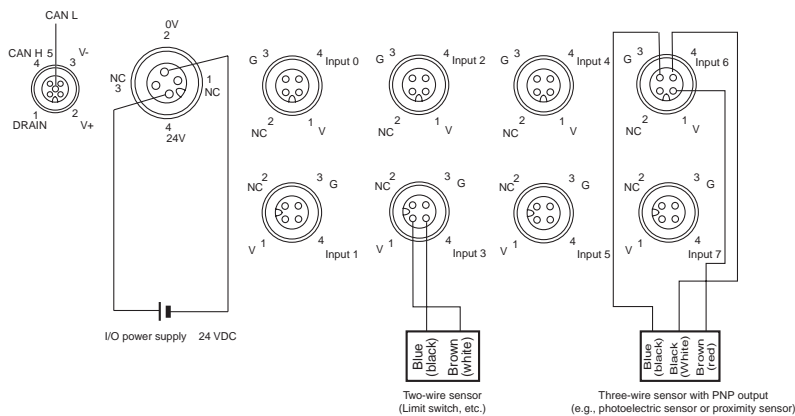 CAN L
CAN H 5 V-
4 3
1 2
DRAIN V+
0V
2
NC 3
1 NC
4
24V
G 3 4 Input 0
NC 2 1 V
G 3 4 Input 2
NC 2 1 V
G 3 4 Input 4
NC 2 1 V
G 3 4 Input 6
NC 2 1 V
NC 2 3 G
V 1 4 Input 1
NC 2 3 G
V 1 4 Input 3
NC 2 3 G
V 1 4 Input 5
NC 2 3 G
V 1 4 Input 7
I/O power supply 24 VDC
Blue
(black)
Brown
(white)
Two-wire sensor
(Limit switch, etc.)
Blue
(black)
Black
(White)
Brown
(red)
Three-wire sensor with PNP output
(e.g., photoelectric sensor or proximity sensor)